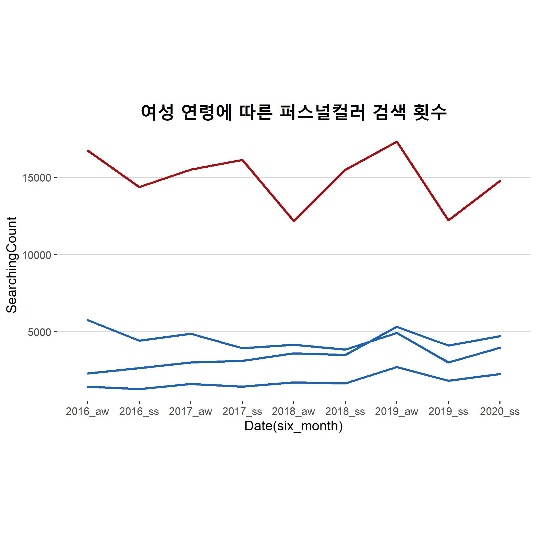 여성 연령에 따른 퍼스널컬러 검색 횟수
15000
10000
5000
SearchingCount
2016_aw 2016_ss 2017_aw 2017_ss 2018_aw 2018_ss 2019_aw 2019_ss 2020_ss
Date(six_month)